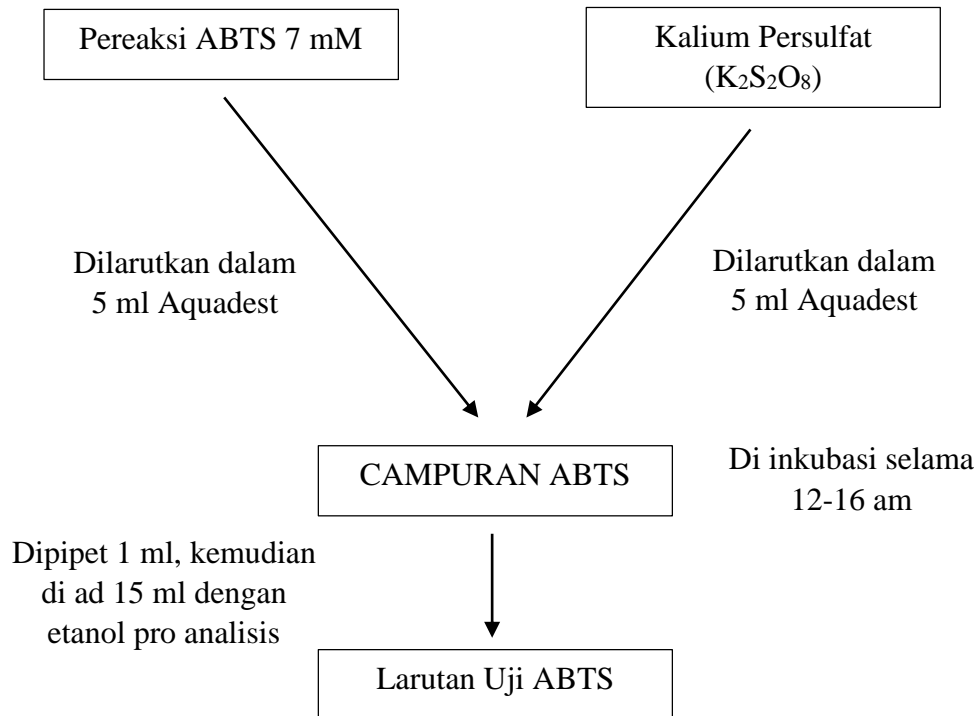 Pereaksi ABTS 7 mM
Kalium Persulfat
(K₂S₂O₈)
Dilarutkan dalam
5 ml Aquadest
Dilarutkan dalam
5 ml Aquadest
CAMPURAN ABTS
Di inkubasi selama
12-16 am
Dipipet 1 ml, kemudian
di ad 15 ml dengan
etanol pro analisis
Larutan Uji ABTS